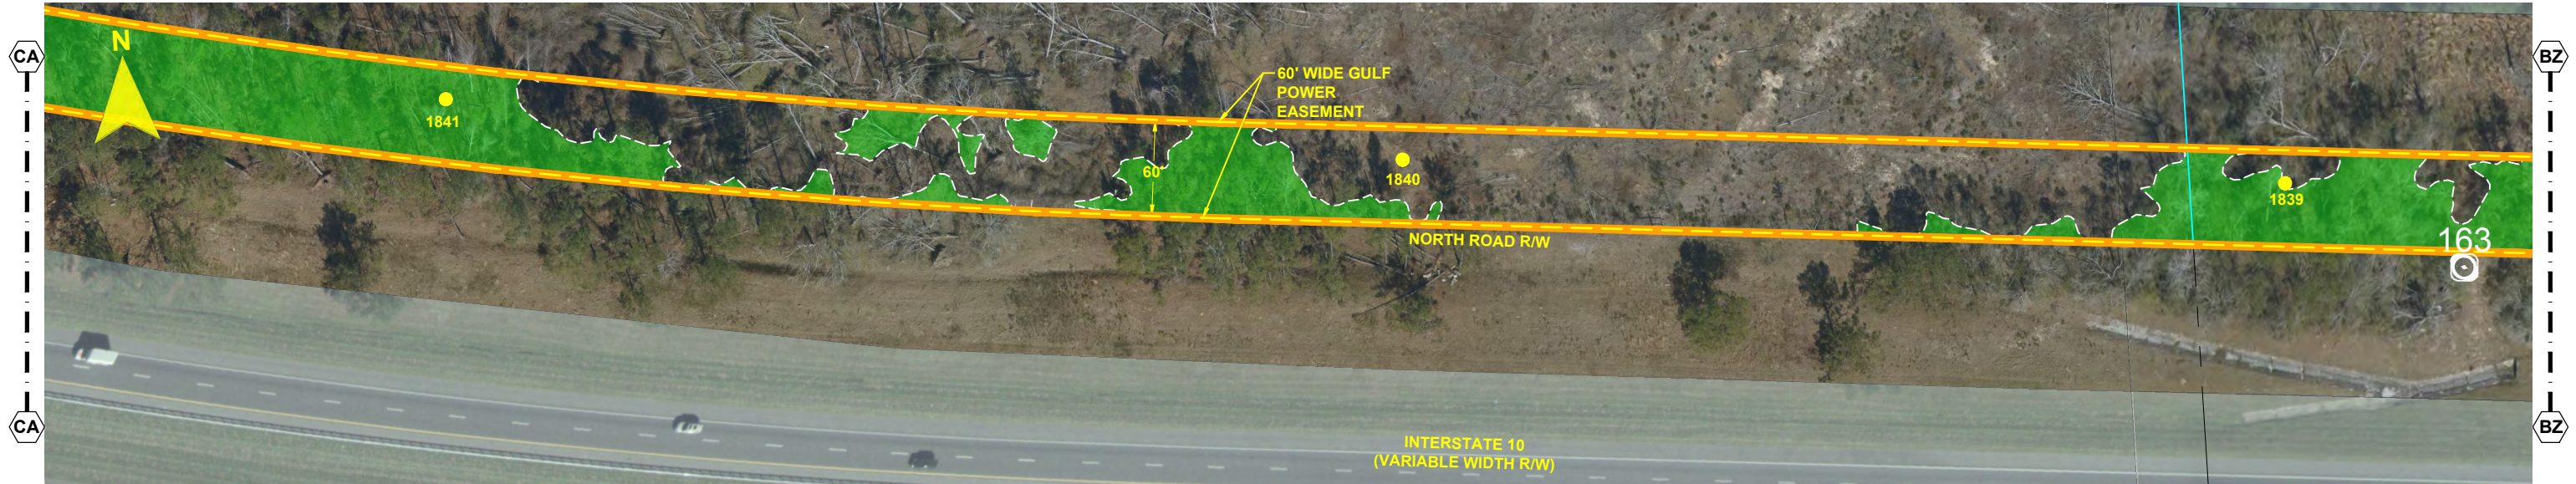 CA
N
BZ
60' WIDE GULF
POWER
EASEMENT
1841
1840
60'
1839
NORTH ROAD R/W
163
CA
INTERSTATE 10
(VARIABLE WIDTH R/W)
BZ